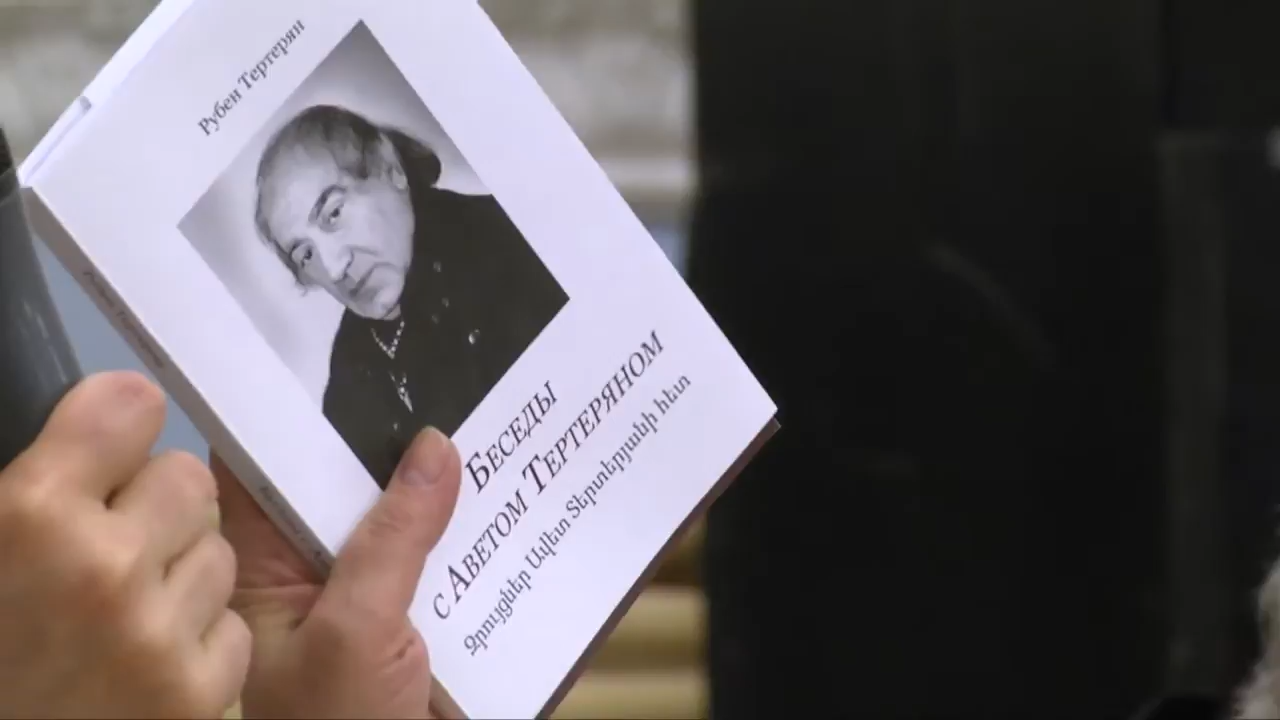 Рубен Тертерян
Беседы
с Аветом Тертеряном
Զրույցներ Ավետ Տերտերյանի հետ